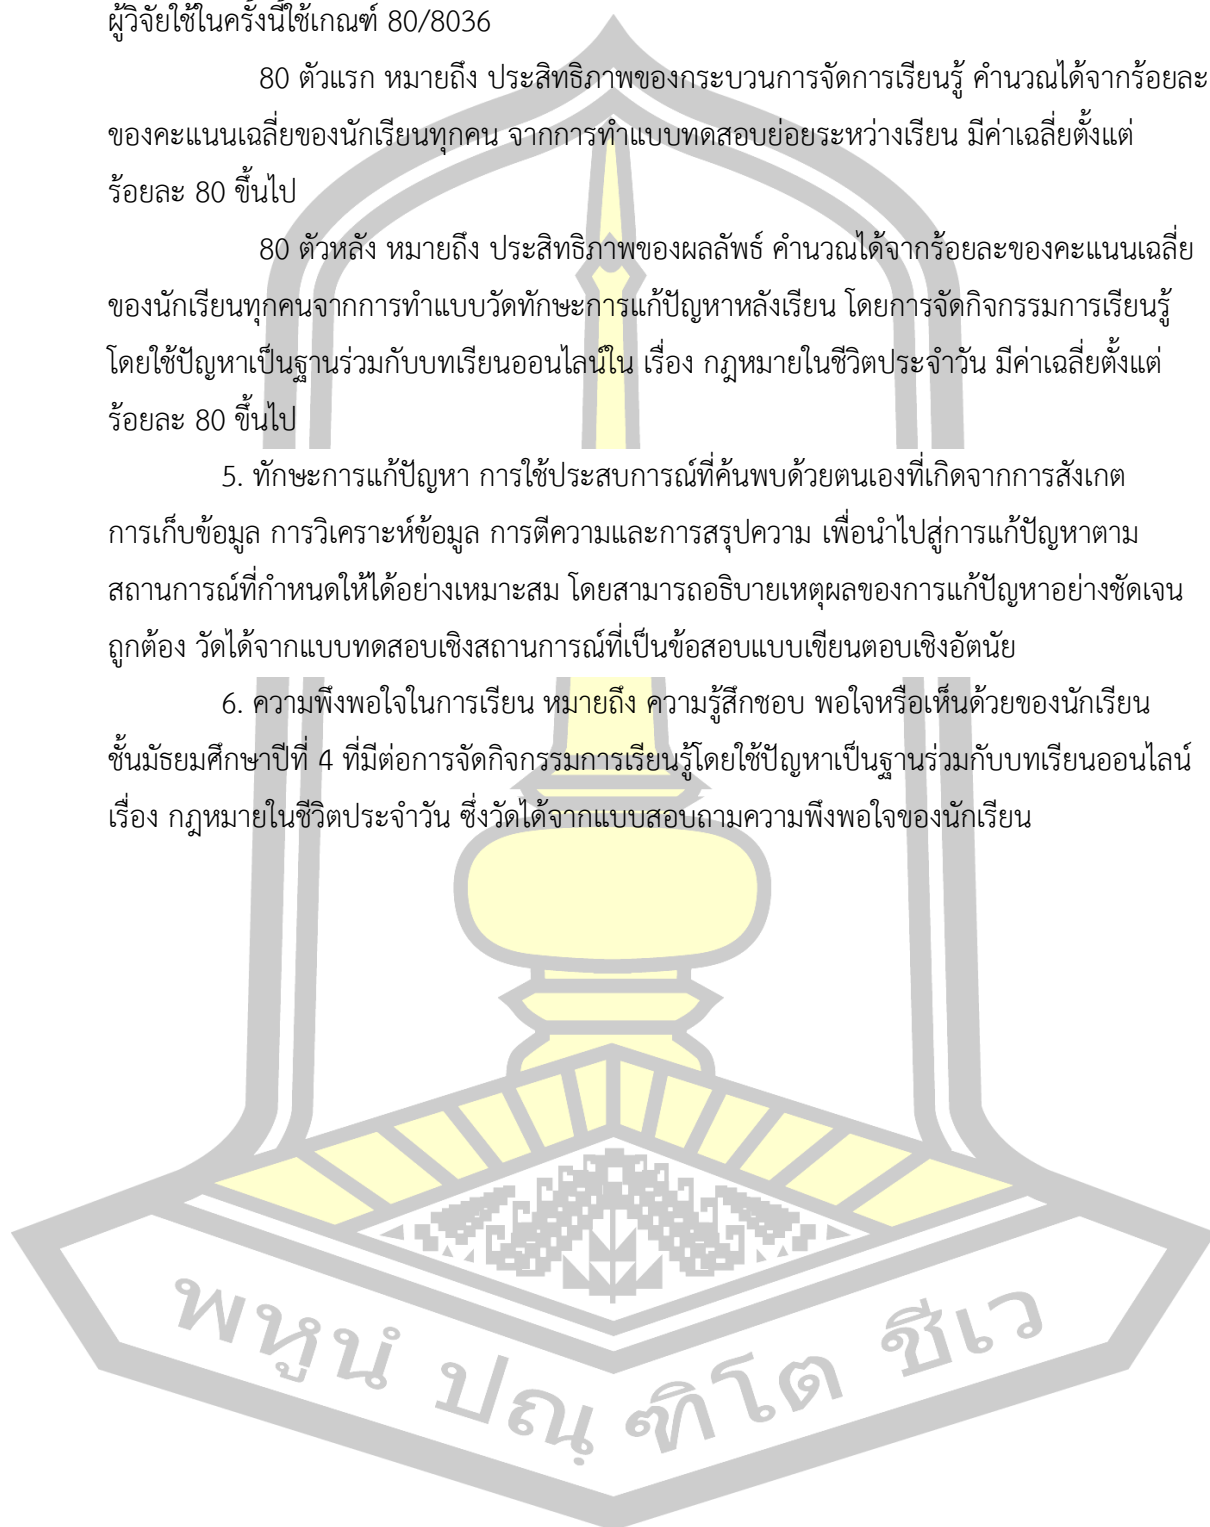 ผู้วิจัยใช้ในครั้งนี้ใช้เกณฑ์ 80/8036
80 ตัวแรก หมายถึง ประสิทธิภาพของกระบวนการจัดการเรียนรู้ คำนวณได้จากร้อยละ
ของคะแนนเฉลี่ยของนักเรียนทุกคน จากการทำแบบทดสอบย่อยระหว่างเรียน มีค่าเฉลี่ยตั้งแต่
ร้อยละ 80 ขึ้นไป
80 ตัวหลัง หมายถึง ประสิทธิภาพของผลลัพธ์ คำนวณได้จากร้อยละของคะแนนเฉลี่ย
ของนักเรียนทุกคนจากการทำแบบวัดทักษะการแก้ปัญหาหลังเรียน โดยการจัดกิจกรรมการเรียนรู้
โดยใช้ปัญหาเป็นฐานร่วมกับบทเรียนออนไลน์ใน เรื่อง กฎหมายในชีวิตประจำวัน มีค่าเฉลี่ยตั้งแต่
ร้อยละ 80 ขึ้นไป
5. ทักษะการแก้ปัญหา การใช้ประสบการณ์ที่ค้นพบด้วยตนเองที่เกิดจากการสังเกต
การเก็บข้อมูล การวิเคราะห์ข้อมูล การตีความและการสรุปความ เพื่อนำไปสู่การแก้ปัญหาตาม
สถานการณ์ที่กำหนดให้ได้อย่างเหมาะสม โดยสามารถอธิบายเหตุผลของการแก้ปัญหาอย่างชัดเจน
ถูกต้อง วัดได้จากแบบทดสอบเชิงสถานการณ์ที่เป็นข้อสอบแบบเขียนตอบเชิงอัตนัย
6. ความพึงพอใจในการเรียน หมายถึง ความรู้สึกชอบ พอใจหรือเห็นด้วยของนักเรียน
ชั้นมัธยมศึกษาปีที่ 4 ที่มีต่อการจัดกิจกรรมการเรียนรู้โดยใช้ปัญหาเป็นฐานร่วมกับบทเรียนออนไลน์
เรื่อง กฎหมายในชีวิตประจำวัน ซึ่งวัดได้จากแบบสอบถามความพึงพอใจของนักเรียน
พหูนํ ปณฺ ฑิโต ชีเว